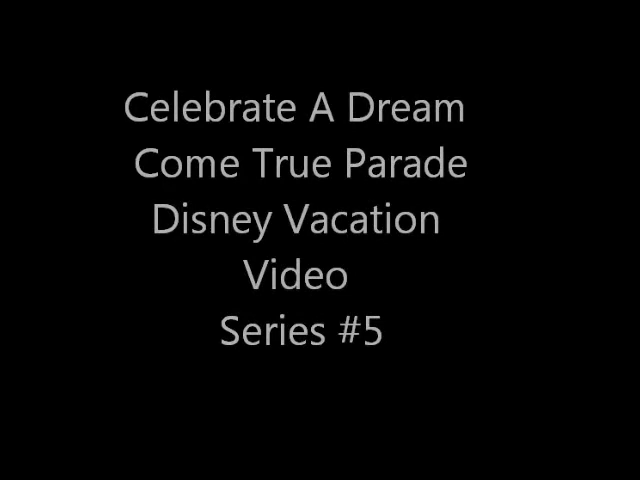 Celebrate A Dream
Come True Parade
Disney Vacation
Video
Series #5